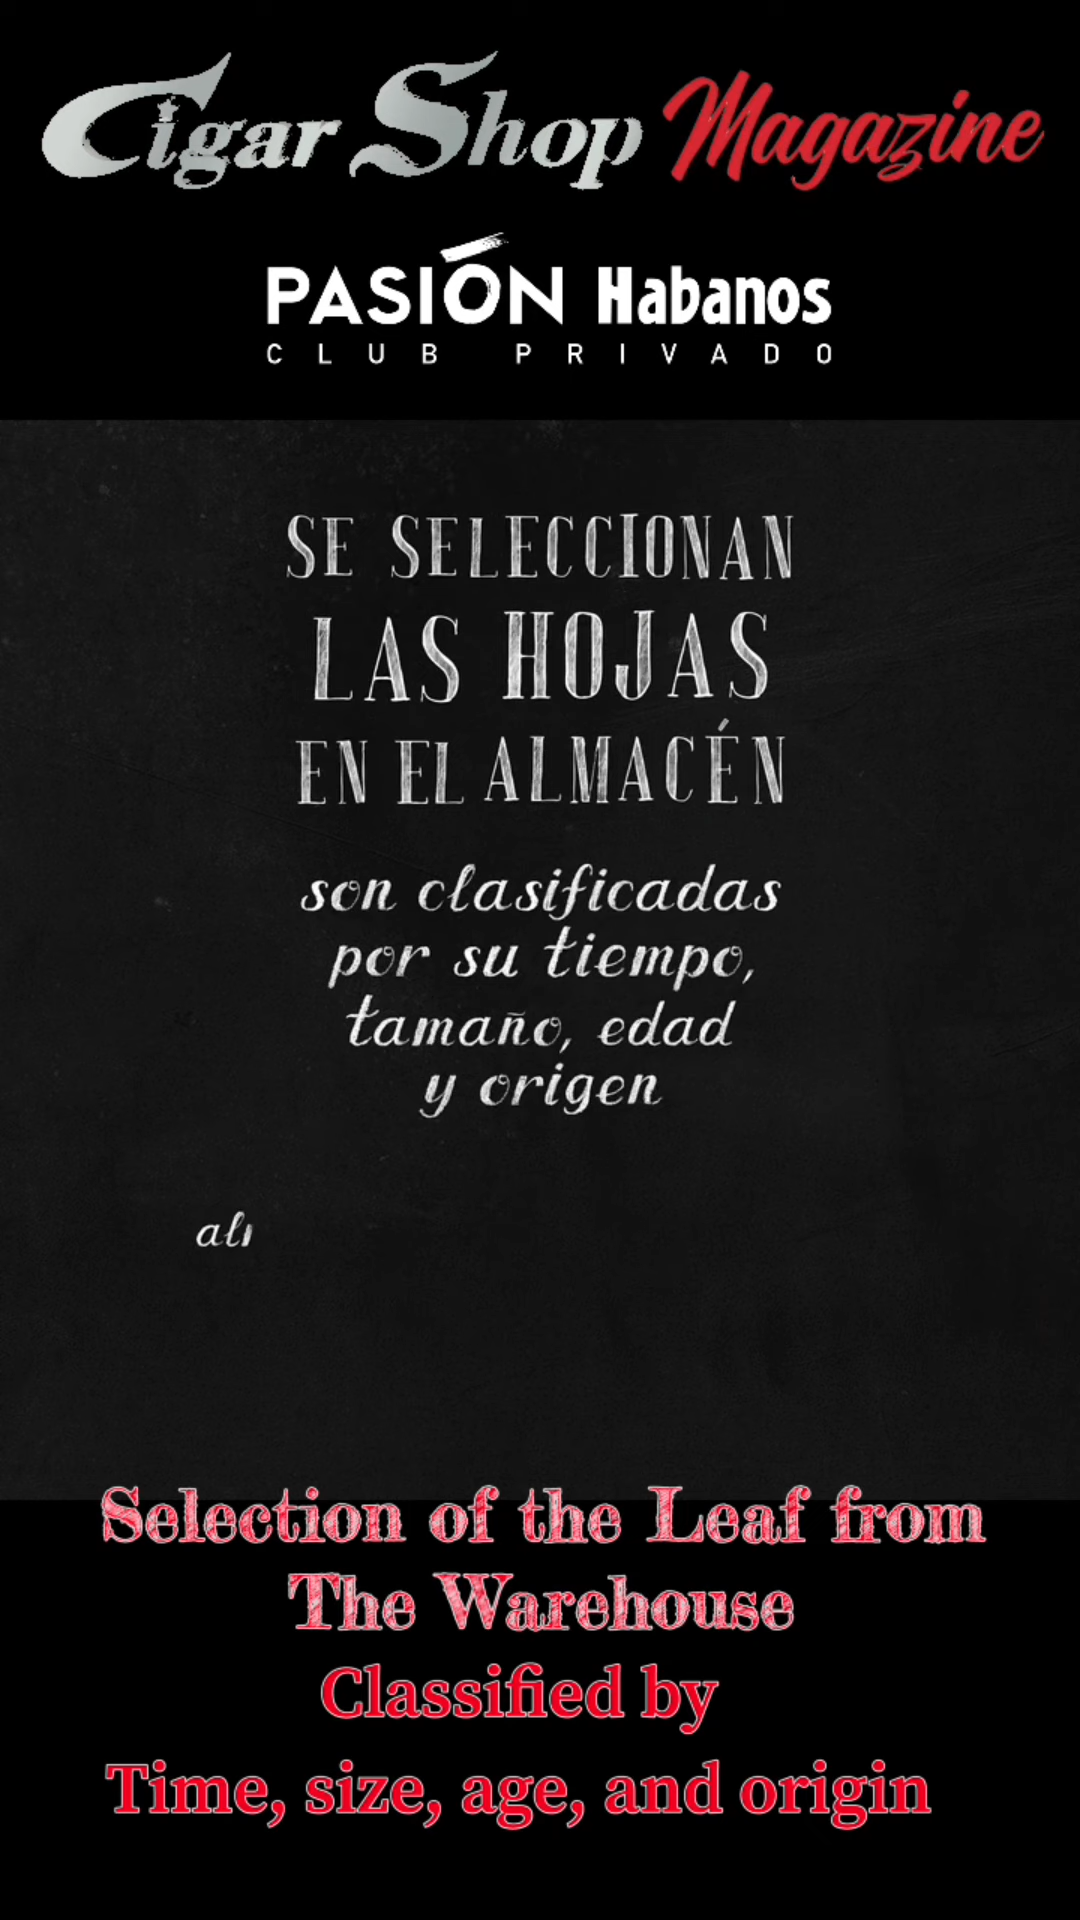 Cigar Shop Magazine
PASIÓN Habanos
CLUB PRIVADO
SE SELECCIONAN
LAS HOJAS
EN EL ALMACÉN
son clasificadas
por su tiempo,
tamaño, edad
y origen
Selection of the Leaf from
The Warehouse
Classified by
Time, size, age, and origin